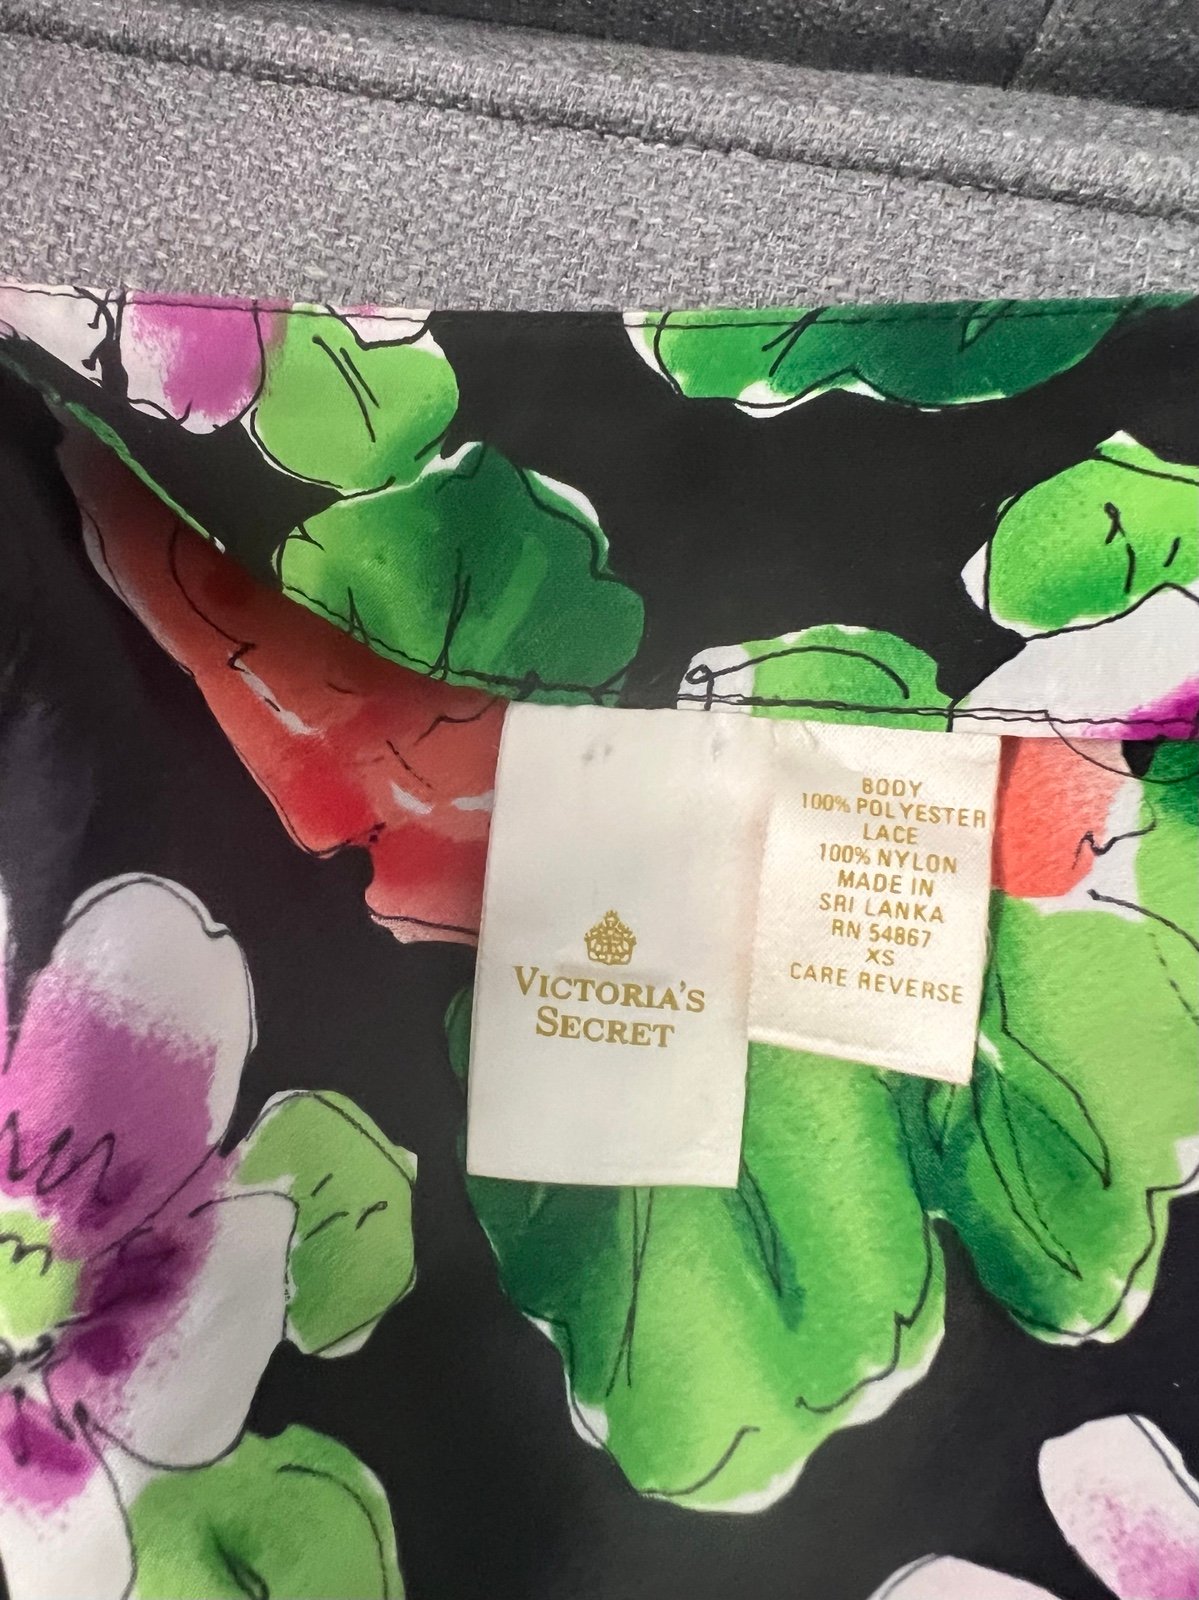 VICTORIA'S
SECRET
BODY
100% POLYESTER
LACE
100% NYLON
MADE IN
SRI LANKA
RN 54867
XS
CARE REVERSE